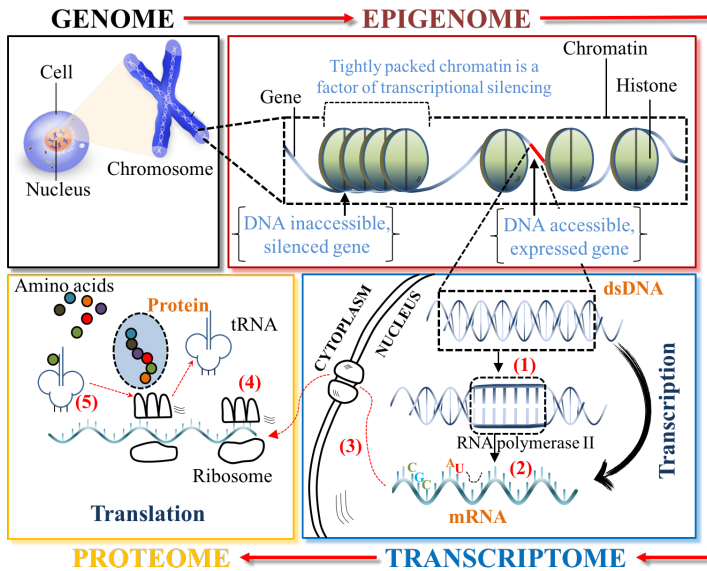 GENOME
EPIGENOME
Cell
Nucleus
Chromosome
Tightly packed chromatin is a
factor of transcriptional silencing
Chromatin
Gene
Histone
DNA inaccessible,
silenced gene
DNA accessible,
expressed gene
Amino acids
Protein
tRNA
(5)
(4)
Ribosome
Translation
CYTOPLASM
NUCLEUS
dsDNA
(1)
RNA polymerase II
(2)
(3)
C
G
C
A
U
mRNA
Transcription
PROTEOME
TRANSCRIPTOME